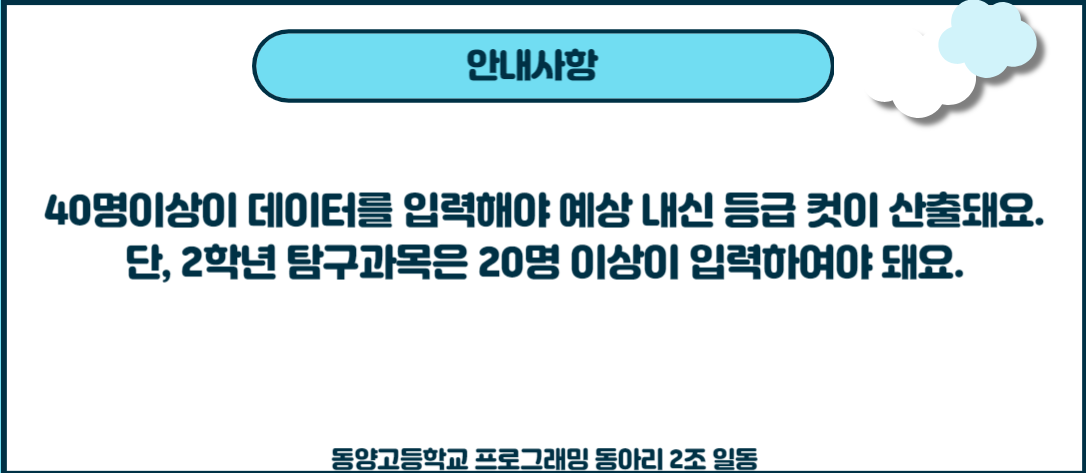 안내사항
40명이상이 데이터를 입력해야 예상 내신 등급 컷이 산출돼요.
단, 2학년 탐구과목은 20명 이상이 입력하여야 돼요.
동양고등학교 프로그래밍 동아리 2조 일동